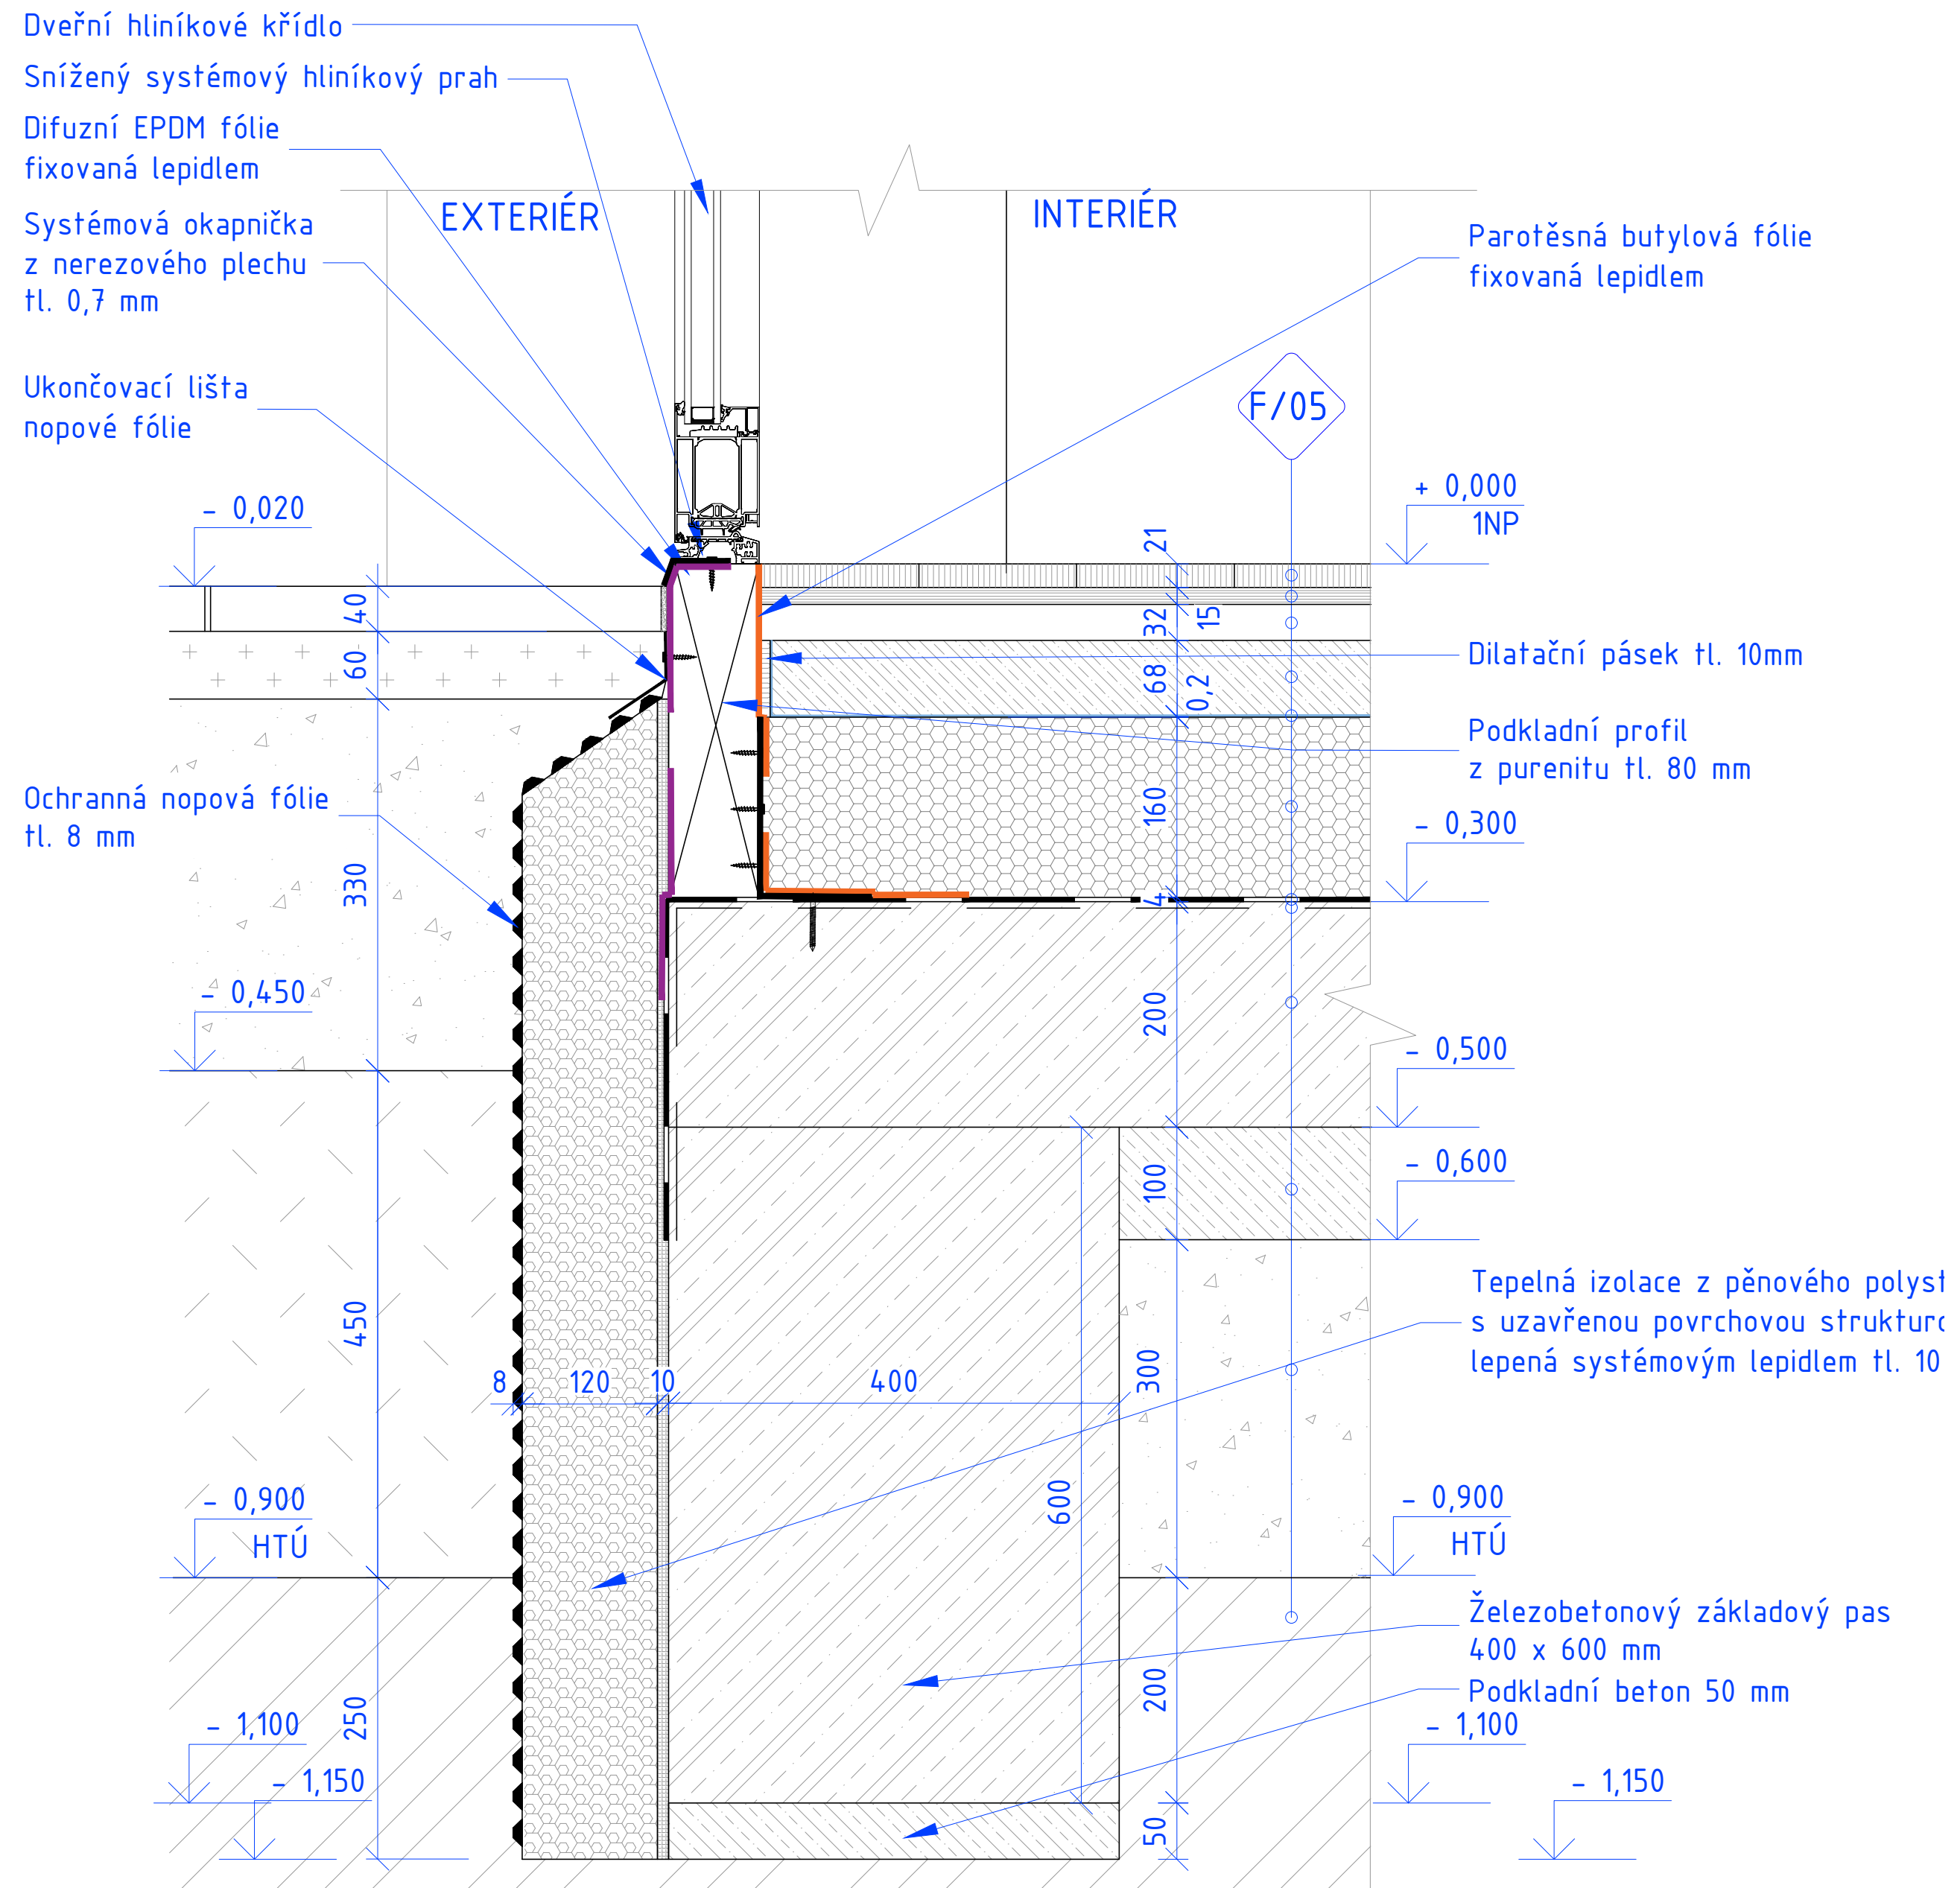 Dveřní hliníkové křídlo
Snížený systémový hliníkový prah
Difuzní EPDM fólie
fixovaná lepidlem
Systémová okapnička
z nerezového plechu
tl. 0,7 mm
Ukončovací lišta
nopové fólie
Ochranná nopová fólie
tl. 8 mm
EXTERIÉR
INTERIÉR
Parotěsná butylová fólie
fixovaná lepidlem
F/05
Dilatační pásek tl. 10mm
Podkladní profil
z purenitu tl. 80 mm
Tepelná izolace z pěnového
s uzavřenou povrchovou
lepená systémovým lepidlem tl. 10
Železobetonový základový pas
400 x 600 mm
Podkladní beton 50 mm
- 0,020
- 0,450
- 0,900
HTÚ
- 1,100
- 1,150
+ 0,000
1NP
- 0,300
- 0,500
- 0,600
- 0,900
HTÚ
- 1,100
- 1,150
40
60
330
450
250
21
32
15
68
0,2
160
4
200
100
300
200
50
600
8
120
10
400